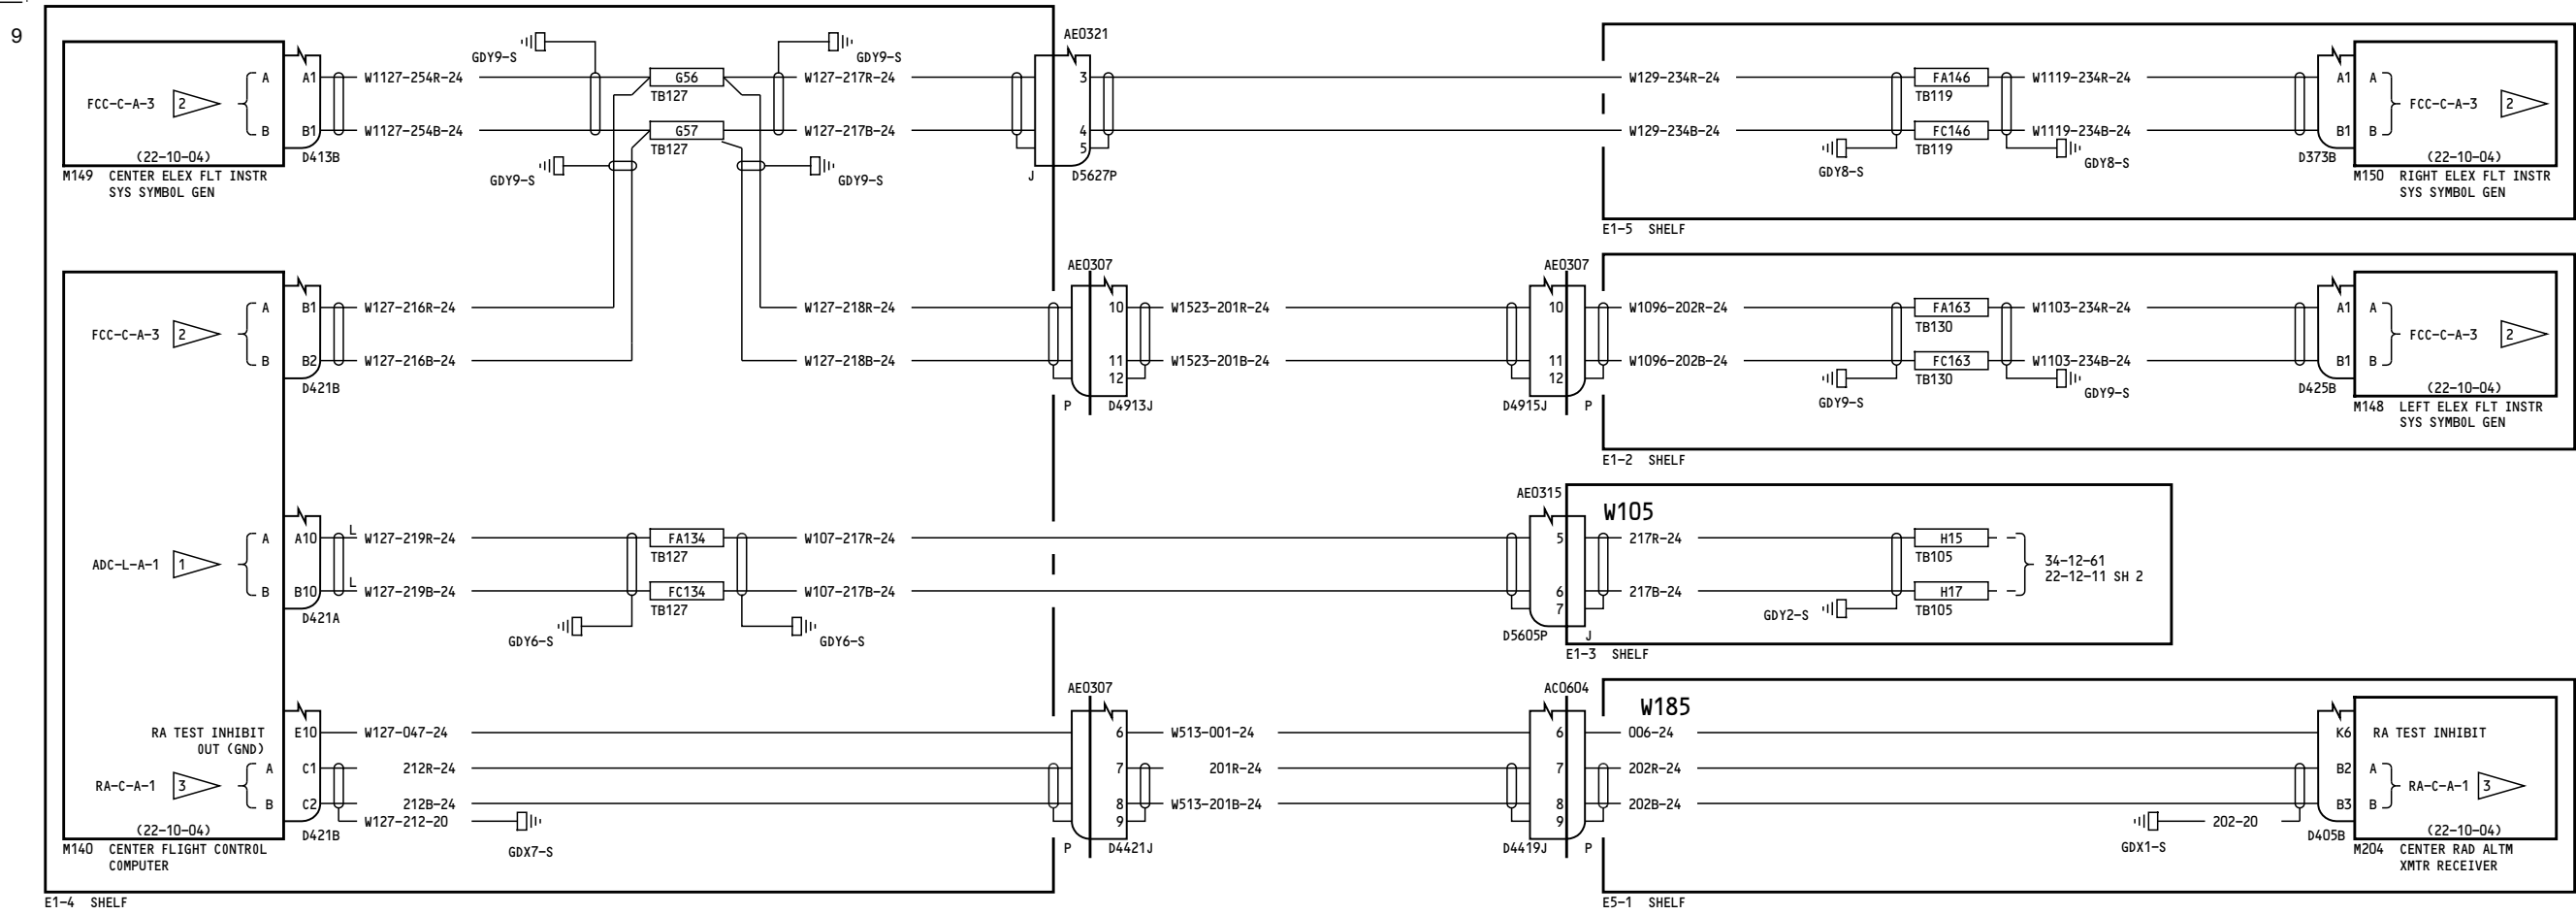 9
AE0321
GDY9-S
GDY9-S
A A1 W1127-254R-24 G56 W127-217R-24 3 W129-234R-24 FA146 W1119-234R-24 A1 A
TB127 TB119
FCC-C-A-3 2 FCC-C-A-3 2
B B1 W1127-254B-24 G57 W127-217B-24 4 W129-234B-24 FC146 W1119-234B-24 B1 B
TB127 5 TB119
(22-10-04) D413B D373B (22-10-04)
GDY9-S GDY9-S J D5627P GDY8-S GDY8-S
M149 CENTER ELEX FLT INSTR M150 RIGHT ELEX FLT INSTR
SYS SYMBOL GEN SYS SYMBOL GEN
E1-5 SHELF
AE0307 AE0307
A B1 W127-216R-24 W127-218R-24 10 W1523-201R-24 10 W1096-202R-24 FA163 W1103-234R-24 A1 A
TB130
FCC-C-A-3 2 FCC-C-A-3 2
B B2 W127-216B-24 W127-218B-24 11 W1523-201B-24 11 W1096-202B-24 FC163 W1103-234B-24 B1 B
12 12 TB130
D421B D425B (22-10-04)
GDY9-S GDY9-S
P D4913J D4915J P M148 LEFT ELEX FLT INSTR
SYS SYMBOL GEN
E1-2 SHELF
AE0315 W105
L
A A10 W127-219R-24 FA134 W107-217R-24 5 217R-24 H15
TB127 TB105
ADC-L-A-1 1 34-12-61
22-12-11 SH 2
L
B B10 W127-219B-24 FC134 W107-217B-24 6 217B-24 H17
TB127 7 TB105
D421A GDY2-S
GDY6-S GDY6-S D5605P J
E1-3 SHELF
AE0307 AC0604
W185
RA TEST INHIBIT E10 W127-047-24 6 W513-001-24 6 006-24 K6 RA TEST INHIBIT
OUT (GND)
A C1 212R-24 7 201R-24 7 202R-24 B2 A
RA-C-A-1 3 RA-C-A-1 3
B C2 212B-24 8 W513-201B-24 8 202B-24 B3 B
W127-212-20 9 9 202-20
(22-10-04) D421B D405B (22-10-04)
GDX7-S P D4421J D4419J P GDX1-S
M140 CENTER FLIGHT CONTROL M204 CENTER RAD ALTM
COMPUTER XMTR RECEIVER
E1-4 SHELF E5-1 SHELF